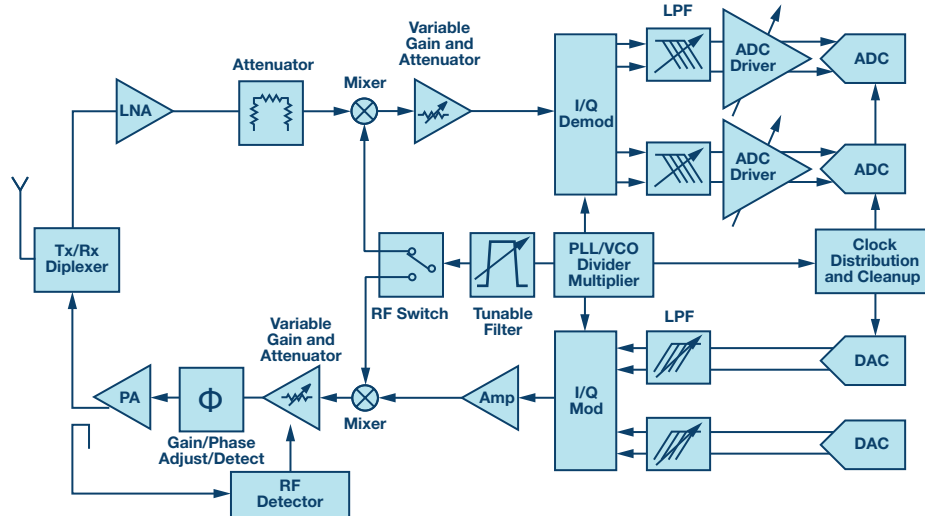 Variable
Gain and
Attenuator
LPF
ADC
Driver
ADC
Attenuator
Mixer
LNA
I/Q
Demod
ADC
Driver
ADC
Tx/Rx
Diplexer
PLL/VCO
Divider
Multiplier
Clock
Distribution
and Cleanup
RF Switch
Tunable
Filter
LPF
Variable
Gain and
Attenuator
DAC
PA
Φ
Amp
I/Q
Mod
Mixer
Gain/Phase
Adjust/Detect
DAC
RF
Detector